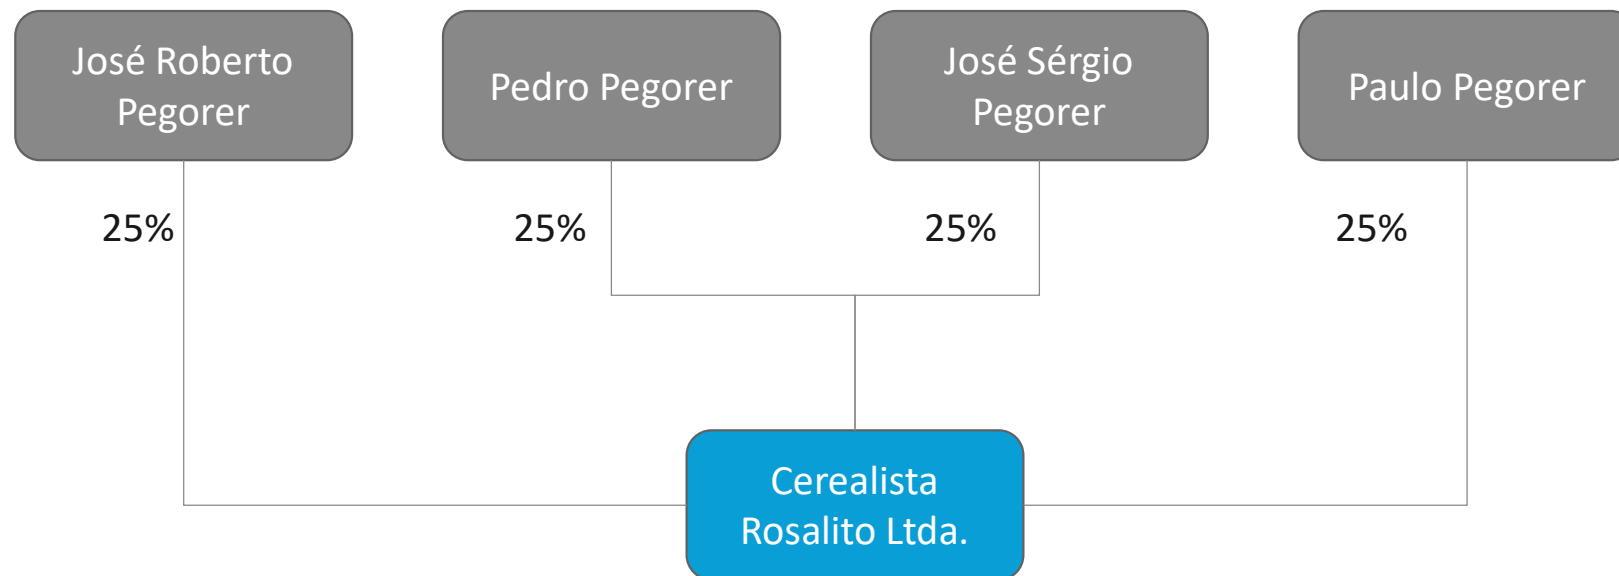 José Roberto
Pegorer
Pedro Pegorer
José Sérgio
Pegorer
Paulo Pegorer
25%
25%
25%
25%
Cerealista
Rosalito Ltda.